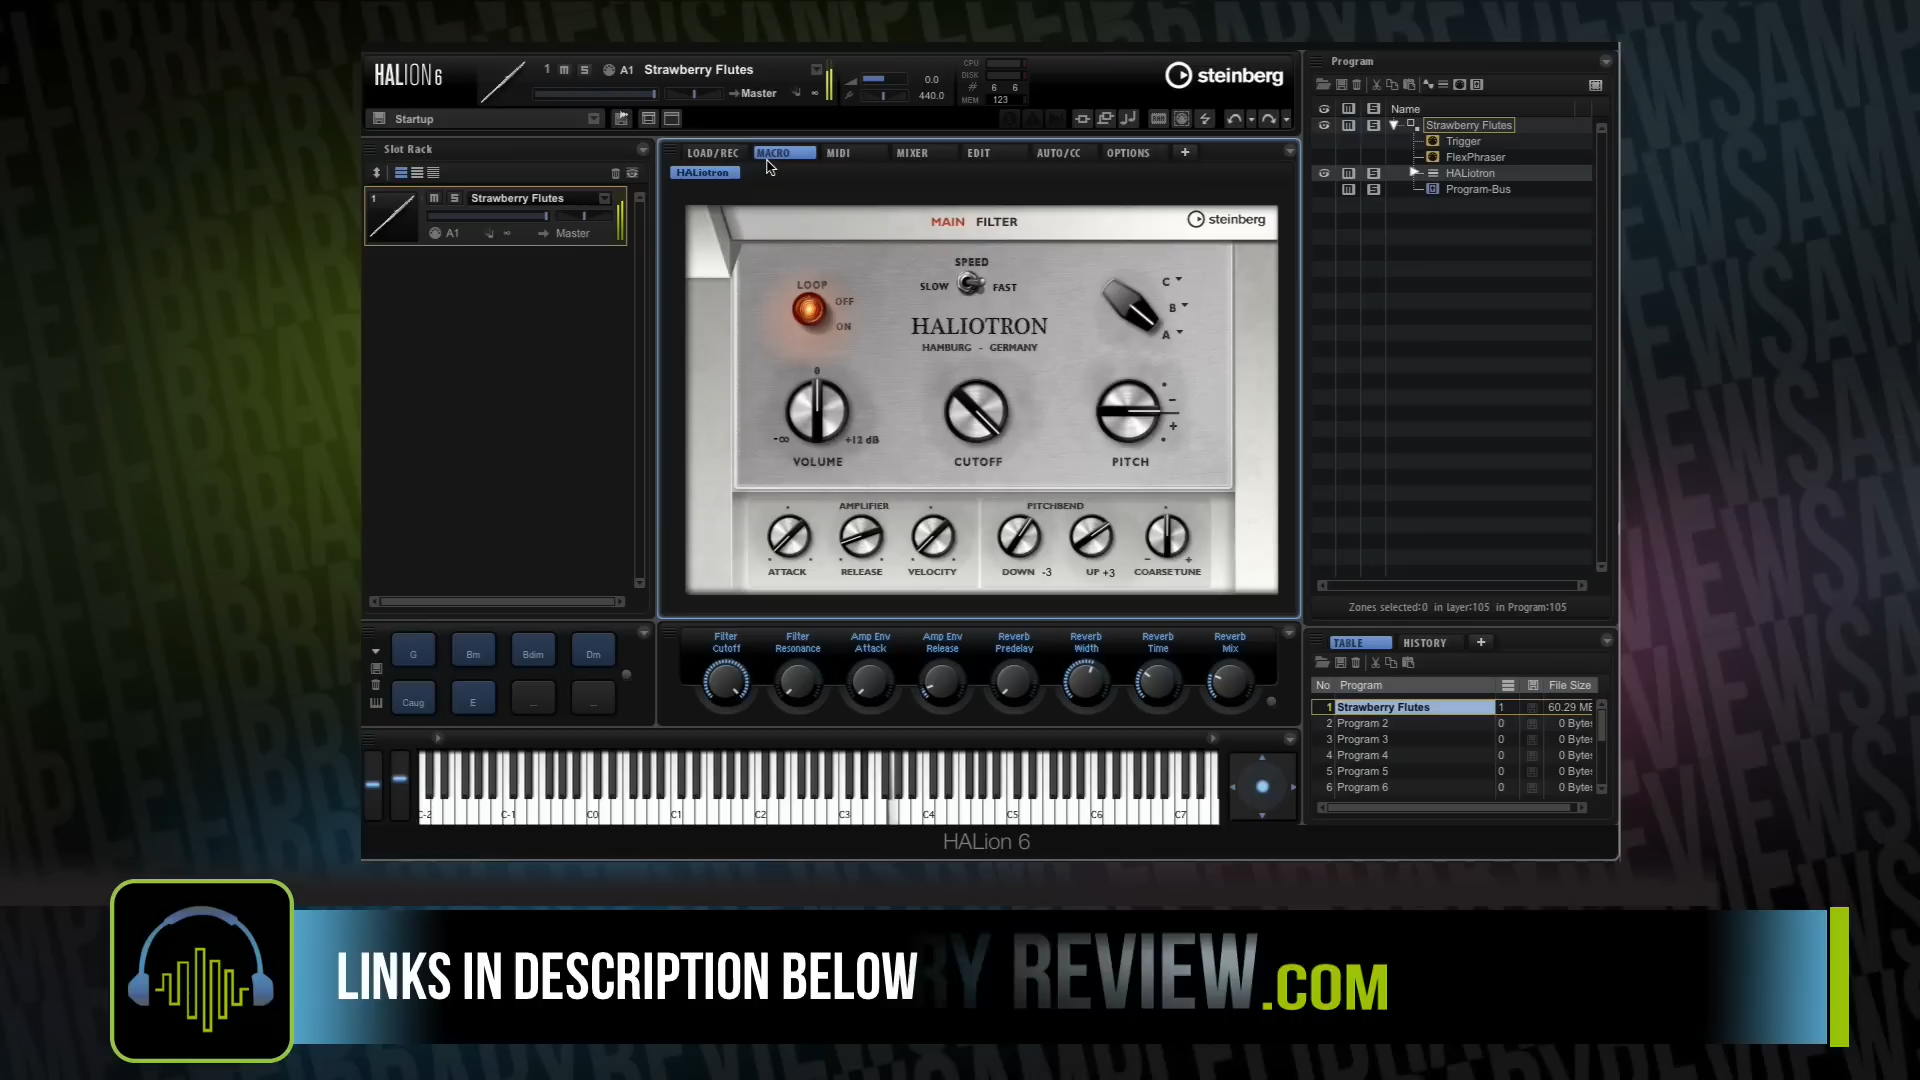 HALION 6
1 M S A1 Strawberry Flutes
Master
0.0
440.0
CPU
DISK
# 6 6
MEM 123
steinberg
Startup
Slot Rack
1 M S Strawberry Flutes
A1 Master
LOAD/REC MACRO MIDI MIXER EDIT AUTO/CC OPTIONS +
HALiotron
MAIN FILTER
steinberg
SPEED
SLOW FAST
LOOP
OFF
ON
HALIOTRON
HAMBURG - GERMANY
C
B
A
0
-∞ +12 dB
VOLUME
CUTOFF
- +
PITCH
AMPLIFIER
ATTACK RELEASE VELOCITY
PITCHBEND
DOWN -3 UP +3 COARSETUNE
- +
G Bm Bdim Dm
Caug E ... ...
Filter Cutoff
Filter Resonance
Amp Env Attack
Amp Env Release
Reverb Predelay
Reverb Width
Reverb Time
Reverb Mix
C-2 C-1 C0 C1 C2 C3 C4 C5 C6 C7
HALion 6
Program
Name
Strawberry Flutes
Trigger
FlexPhraser
HALiotron
Program-Bus
Zones selected:0 in Layer:105 in Program:105
TABLE HISTORY +
No Program File Size
1 Strawberry Flutes 1 60.29 ME
2 Program 2 0 0 Bytes
3 Program 3 0 0 Bytes
4 Program 4 0 0 Bytes
5 Program 5 0 0 Bytes
6 Program 6 0 0 Bytes
LINKS IN DESCRIPTION BELOW
RY REVIEW.COM